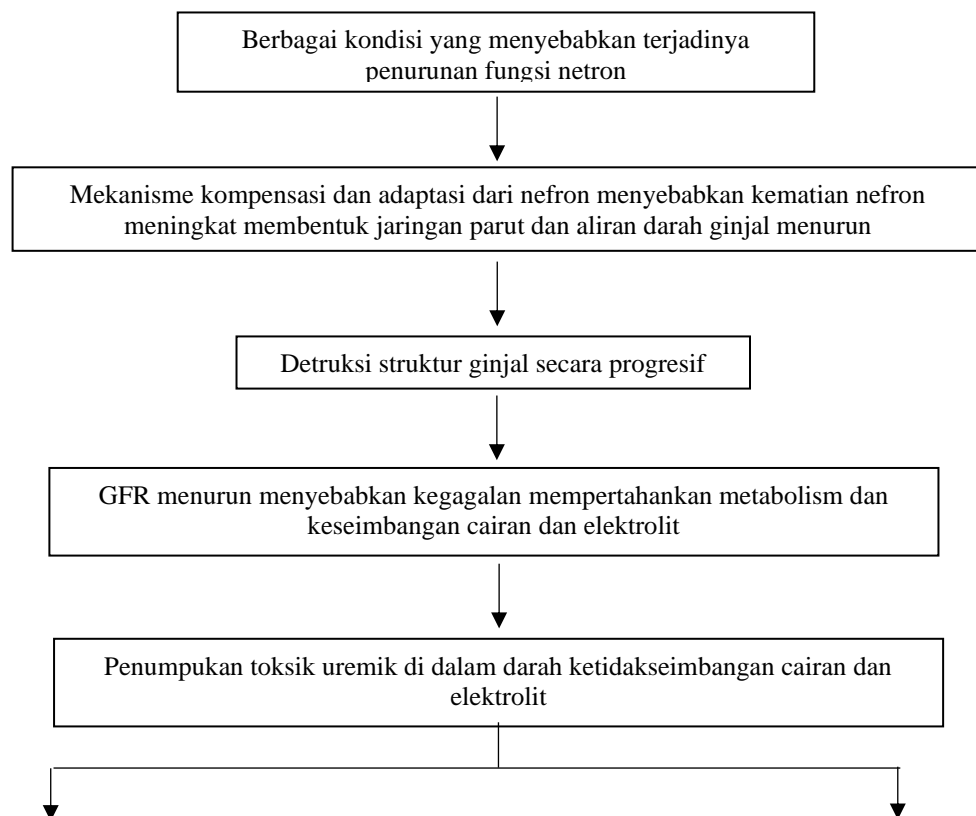 Berbagai kondisi yang menyebabkan terjadinya
penurunan fungsi netron
Mekanisme kompensasi dan adaptasi dari nefron menyebabkan kematian nefron
meningkat membentuk jaringan parut dan aliran darah ginjal menurun
Detruksi struktur ginjal secara progresif
GFR menurun menyebabkan kegagalan mempertahankan metabolism dan
keseimbangan cairan dan elektrolit
Penumpukan toksik uremik di dalam darah ketidakseimbangan cairan dan
elektrolit